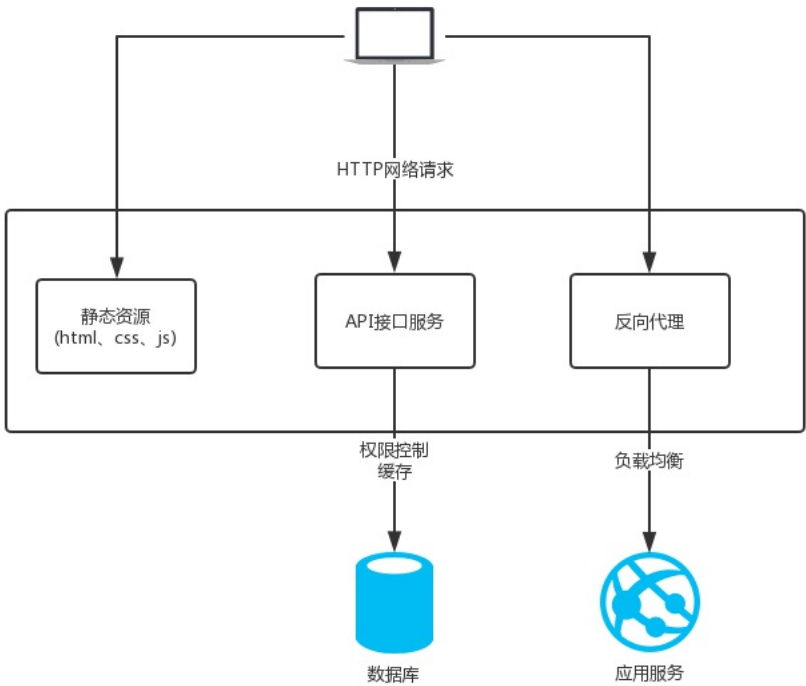 HTTP网络请求
静态资源
(html、css、js)
API接口服务
反向代理
权限控制
缓存
负载均衡
数据库
应用服务